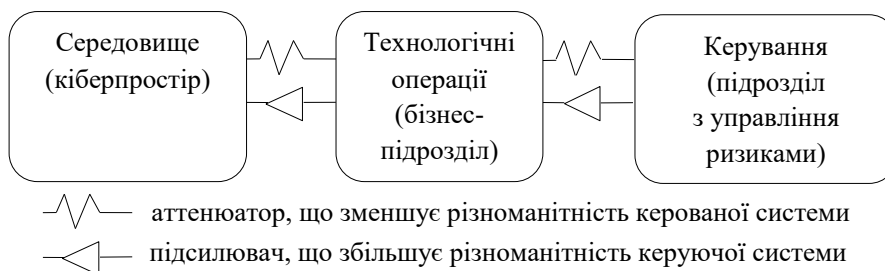 Середовище
(кіберпростір)
Технологічні
операції
(бізнес-
підрозділ)
Керування
(підрозділ
з управління
ризиками)
аттенюатор, що зменшує різноманітність керованої системи
підсилювач, що збільшує різноманітність керуючої системи